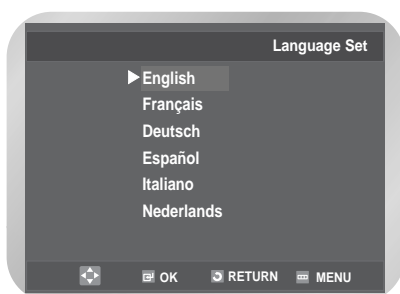 Language Set
English
Français
Deutsch
Español
Italiano
Nederlands
OK RETURN MENU